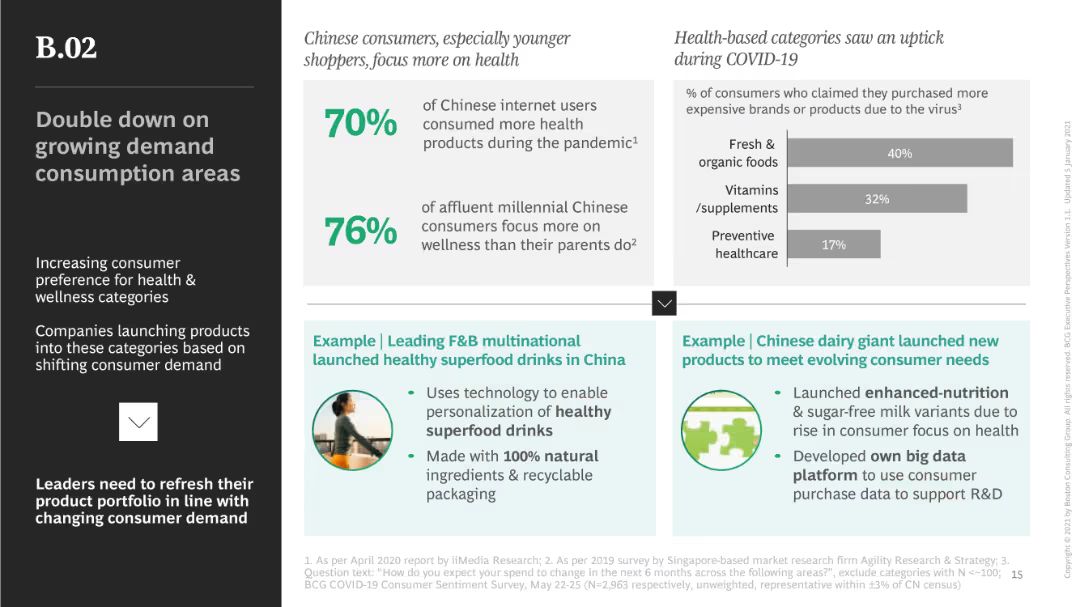 B.02
Double down on
growing demand
consumption areas
Increasing consumer
preference for health &
wellness categories
Companies launching products
into these categories based on
shifting consumer demand
Leaders need to refresh their
product portfolio in line with
changing consumer demand
Chinese consumers, especially younger
shoppers, focus more on health
70%
of Chinese internet users
consumed more health
products during the pandemic¹
76%
of affluent millennial Chinese
consumers focus more on
wellness than their parents do²
Health-based categories saw an uptick
during COVID-19
% of consumers who claimed they purchased more
expensive brands or products due to the virus³
Fresh &
organic foods
40%
Vitamins
/supplements
32%
Preventive
healthcare
17%
Example | Leading F&B multinational
launched healthy superfood drinks in China
• Uses technology to enable
personalization of healthy
superfood drinks
• Made with 100% natural
ingredients & recyclable
packaging
Example | Chinese dairy giant launched new
products to meet evolving consumer needs
• Launched enhanced-nutrition
& sugar-free milk variants due to
rise in consumer focus on health
• Developed own big data
platform to use consumer
purchase data to support R&D
1. As per April 2020 report by iiMedia Research; 2. As per 2019 survey by Singapore-based market research firm Agility Research & Strategy; 3.
Question text: "How do you expect your spend to change in the next 6 months across the following areas?", exclude categories with N <~100;
BCG COVID-19 Consumer Sentiment Survey, May 22-25 (N=2,963 respectively, unweighted, representative within ±3% of CN census)
15
Copyright © 2021 by Boston Consulting Group. All rights reserved. BCG Executive Perspectives Version 1.1. Updated 5 January 2021